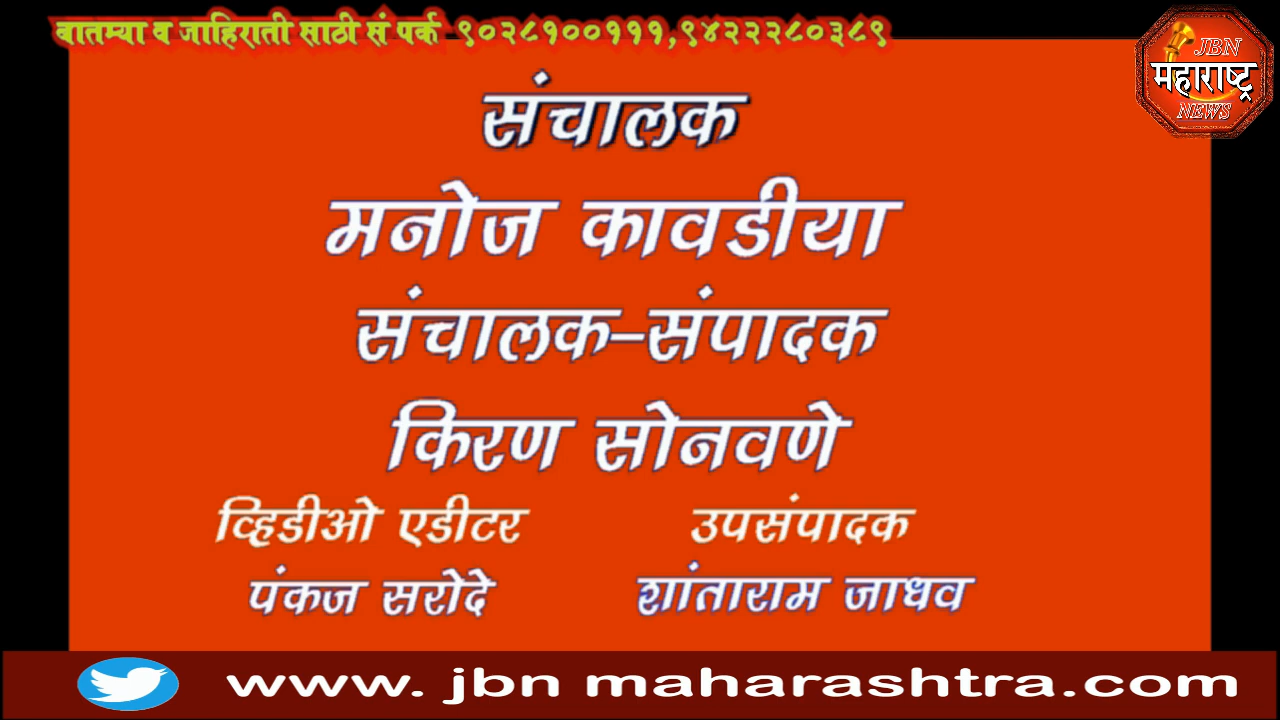 बातम्या व जाहिराती साठी सं पर्क ९०२८१००१११,९४२२२८०३८९
JBN
महाराष्ट्र
NEWS
संचालक
मनोज कावडीया
संचालक-संपादक
किरण सोनवणे
व्हिडीओ एडीटर उपसंपादक
पंकज सरोदे शांताराम जाधव
www. jbn maharashtra.com